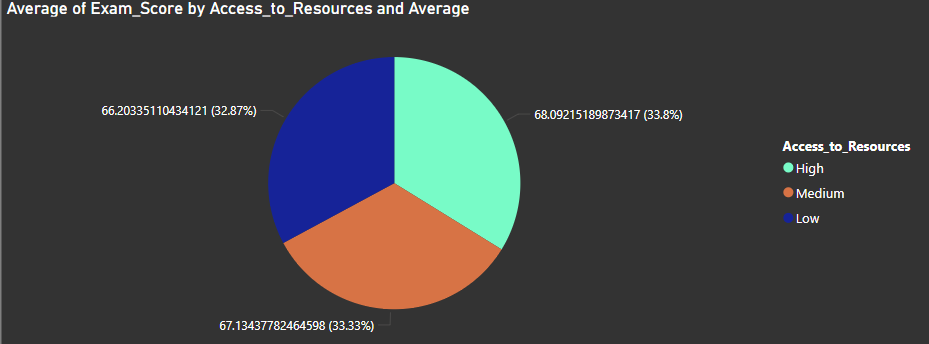 Average of Exam_Score by Access_to_Resources and Average
66.20335110434121 (32.87%)
68.09215189873417 (33.8%)
67.13437782464598 (33.33%)
Access_to_Resources
High
Medium
Low